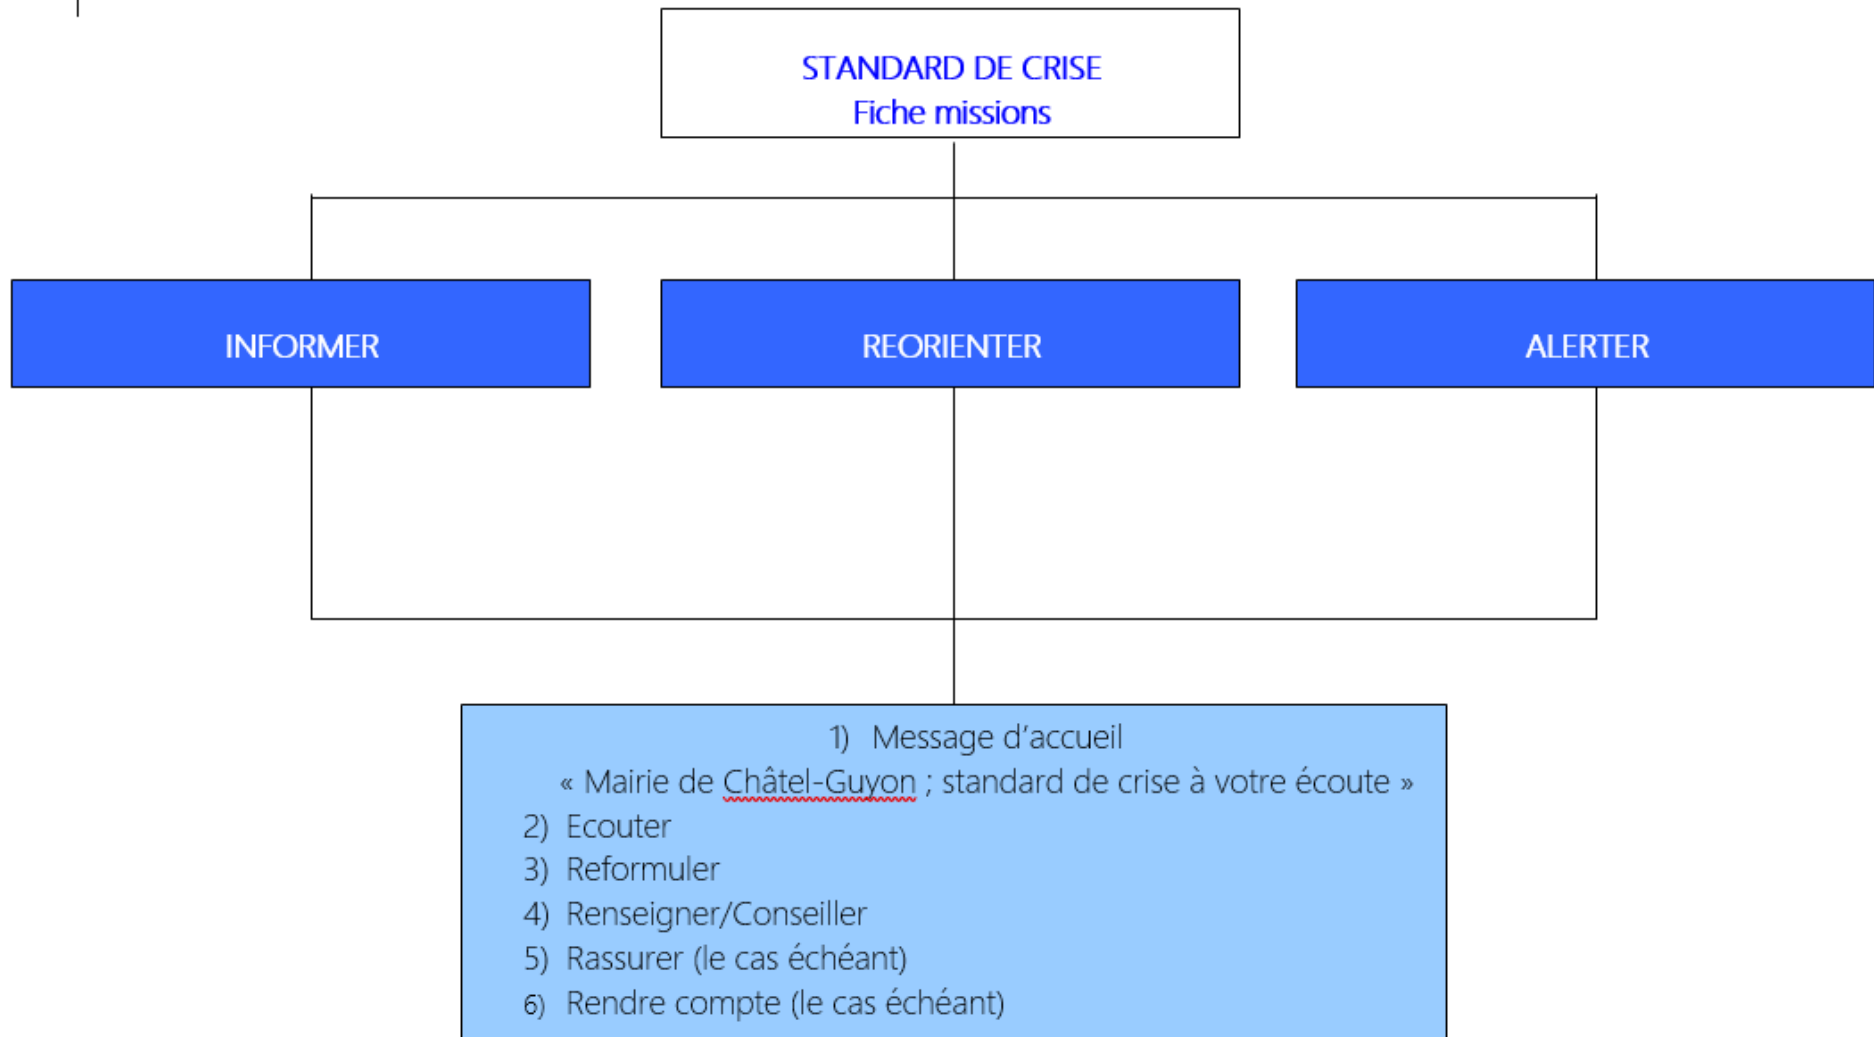 STANDARD DE CRISE
Fiche missions
INFORMER
REORIENTER
ALERTER
1) Message d’accueil
« Mairie de Châtel-Guyon ; standard de crise à votre écoute »
2) Ecouter
3) Reformuler
4) Renseigner/Conseiller
5) Rassurer (le cas échéant)
6) Rendre compte (le cas échéant)